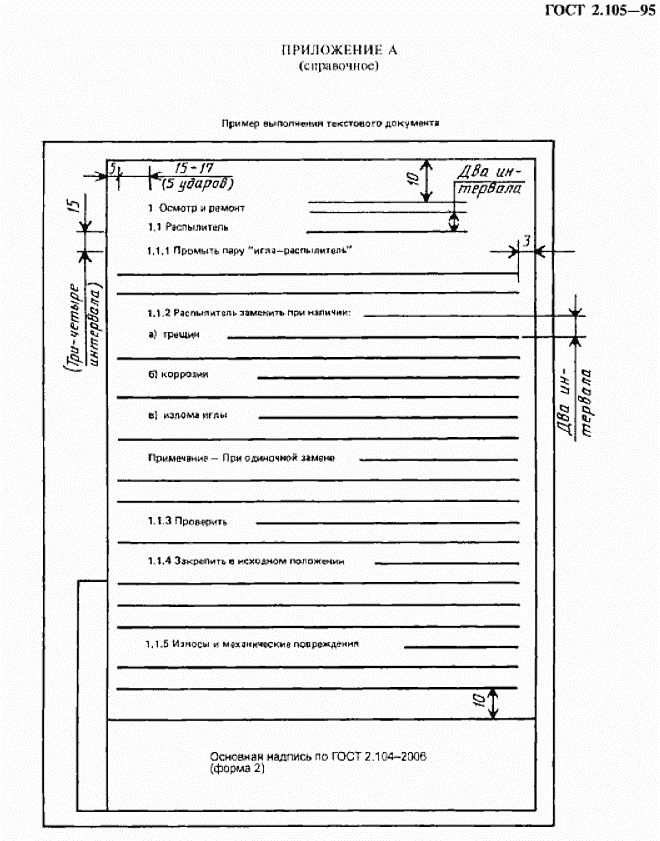 ГОСТ 2.105—95
ПРИЛОЖЕНИЕ А
(справочное)
Пример выполнения текстового документа
5
15-17
(5 ударов)
10
Два ин-
тервала
15
(Три-четыре
интервала)
1 Осмотр и ремонт
1.1 Распылитель
1.1.1 Промыть пару "игла—распылитель"
3
1.1.2 Распылитель заменить при наличии:
а) трещин
б) коррозии
в) излома иглы
Два ин-
тервала
Примечание — При одиночной замене
1.1.3 Проверить
1.1.4 Закрепить в исходном положении
1.1.5 Износы и механические повреждения
10
Основная надпись по ГОСТ 2.104—2006
(форма 2)